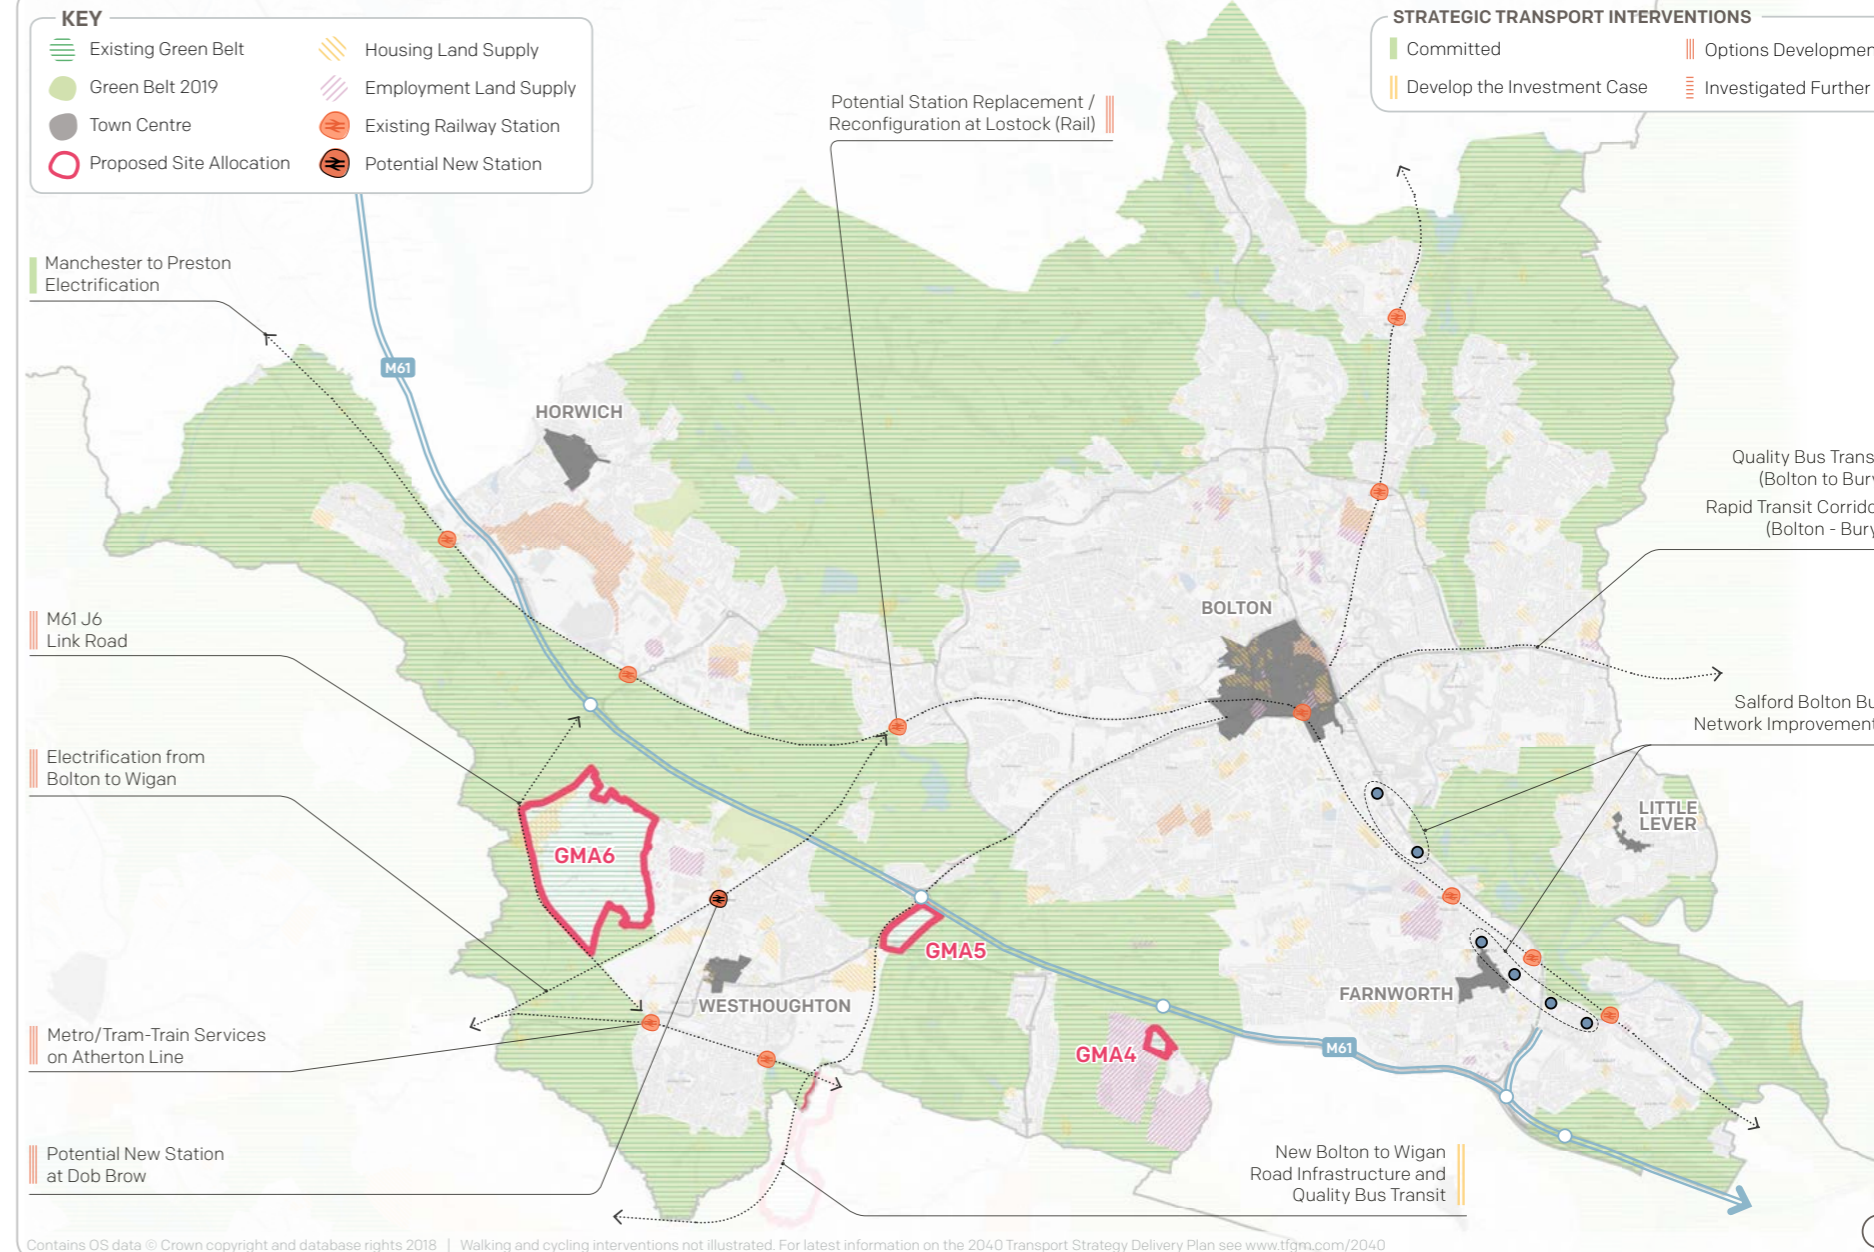 KEY
Existing Green Belt
Green Belt 2019
Town Centre
Proposed Site Allocation
Housing Land Supply
Employment Land Supply
Existing Railway Station
Potential New Station
STRATEGIC TRANSPORT INTERVENTIONS
Committed
Develop the Investment Case
Options Developmen
Investigated Further
Potential Station Replacement /
Reconfiguration at Lostock (Rail)
Manchester to Preston
Electrification
M61
HORWICH
Quality Bus Trans
(Bolton to Bury
Rapid Transit Corrido
(Bolton - Bury
M61 J6
Link Road
BOLTON
Salford Bolton Bu
Network Improvement
Electrification from
Bolton to Wigan
LITTLE
LEVER
GMA6
GMA5
WESTHOUGHTON
FARNWORTH
Metro/Tram-Train Services
on Atherton Line
GMA4
M61
Potential New Station
at Dob Brow
New Bolton to Wigan
Road Infrastructure and
Quality Bus Transit
Contains OS data © Crown copyright and database rights 2018 | Walking and cycling interventions not illustrated. For latest information on the 2040 Transport Strategy Delivery Plan see www.tfgm.com/2040